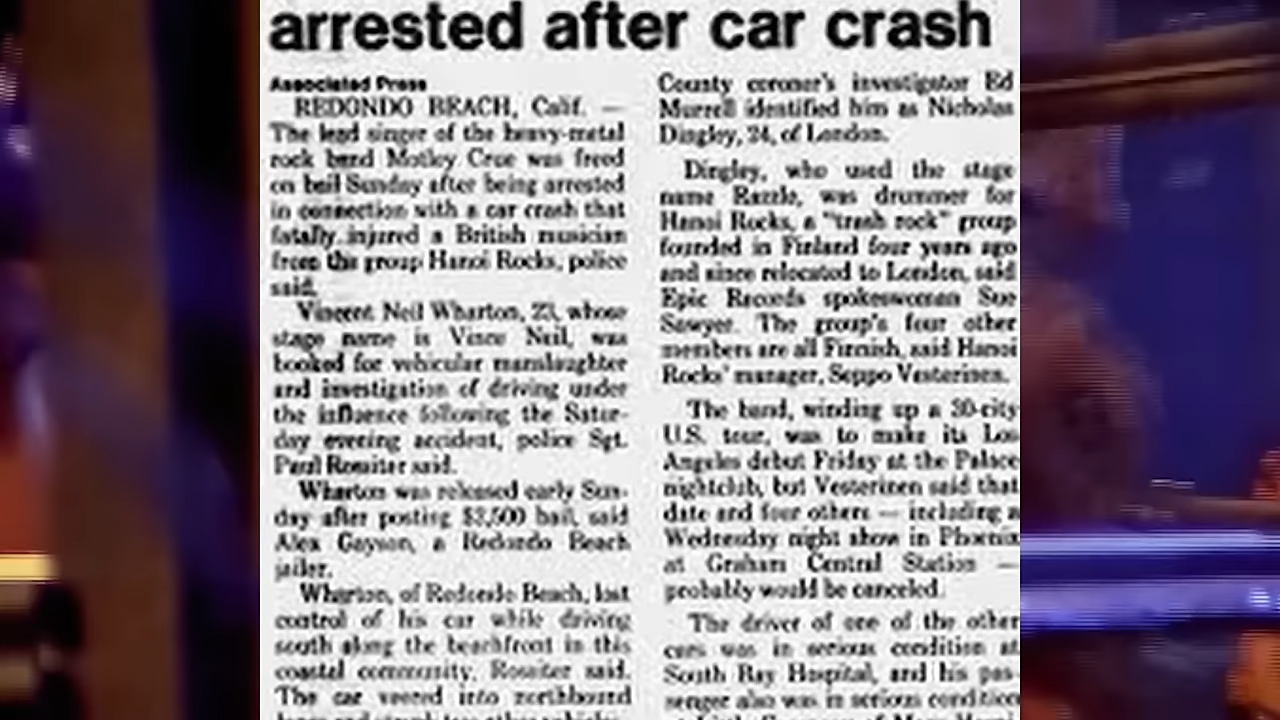 arrested after car crash
Associated Press
REDONDO BEACH, Calif. —
The lead singer of the heavy-metal
rock band Motley Crue was freed
on bail Sunday after being arrested
in connection with a car crash that
fatally injured a British musician
from the group Hanoi Rocks, police
said.
Vincent Neil Wharton, 23, whose
stage name is Vince Neil, was
booked for vehicular manslaughter
and investigation of driving under
the influence following the Satur-
day evening accident, police Sgt.
Paul Rossiter said.
Wharton was released early Sun-
day after posting $2,500 bail, said
Alex Gayson, a Redondo Beach
jailer.
Wharton, of Redondo Beach, lost
control of his car while driving
south along the beachfront in this
coastal community, Rossiter said.
The car veered into northbound
lanes and struck two other vehicles,
County coroner's investigator Ed
Murrell identified him as Nicholas
Dingley, 24, of London.
Dingley, who used the stage
name Razzle, was drummer for
Hanoi Rocks, a "trash rock" group
founded in Finland four years ago
and since relocated to London, said
Epic Records spokeswoman Sue
Sawyer. The group's four other
members are all Finnish, said Hanoi
Rocks' manager, Seppo Vesterinen.
The band, winding up a 30-city
U.S. tour, was to make its Los
Angeles debut Friday at the Palace
nightclub, but Vesterinen said that
date and four others — including a
Wednesday night show in Phoenix
at Graham Central Station —
probably would be canceled.
The driver of one of the other
cars was in serious condition at
South Bay Hospital, and his pas-
senger also was in serious condition